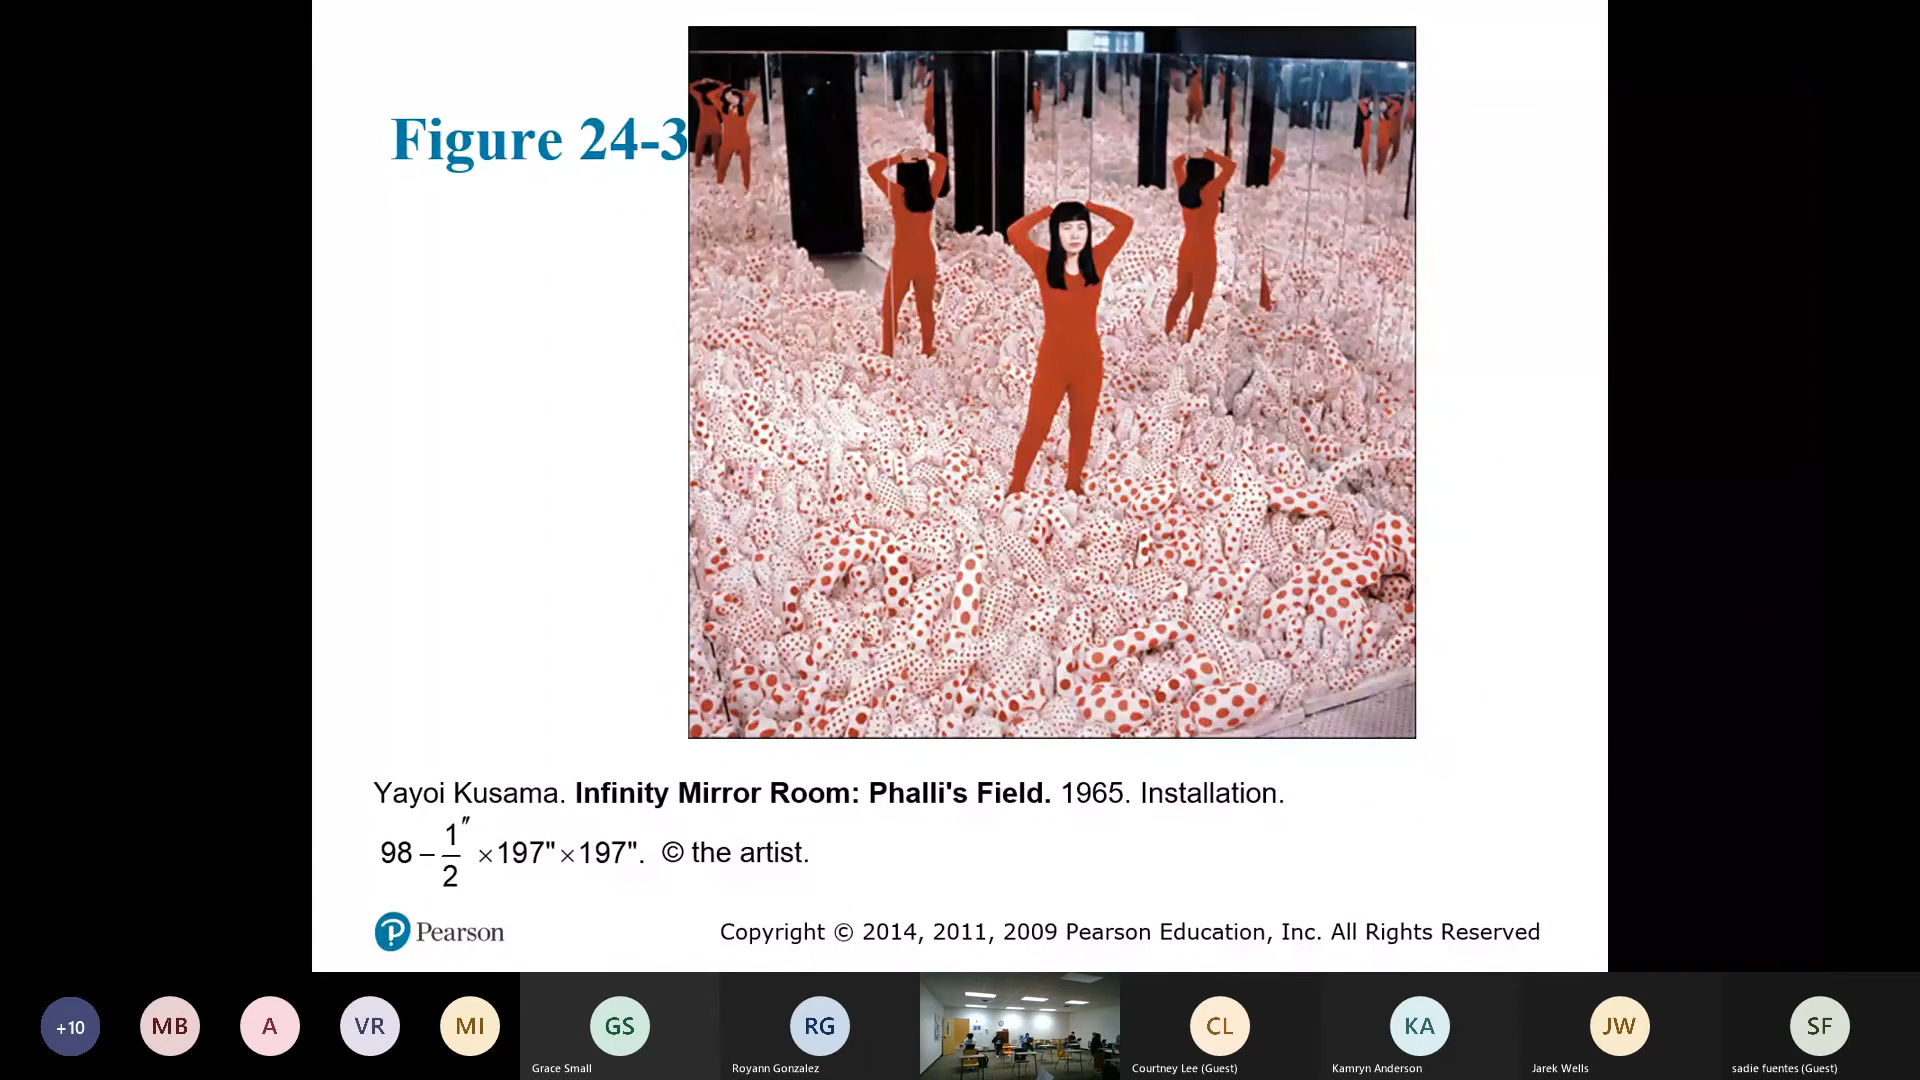 Figure 24-3
Yayoi Kusama. Infinity Mirror Room: Phalli's Field. 1965. Installation.
98 – 1/2 ″ ×197"×197". © the artist.
Pearson
Copyright © 2014, 2011, 2009 Pearson Education, Inc. All Rights Reserved
+10
MB
A
VR
MI
GS
RG
CL
KA
JW
SF
Grace Small
Royann Gonzalez
Courtney Lee (Guest)
Kamryn Anderson
Jarek Wells
sadie fuentes (Guest)